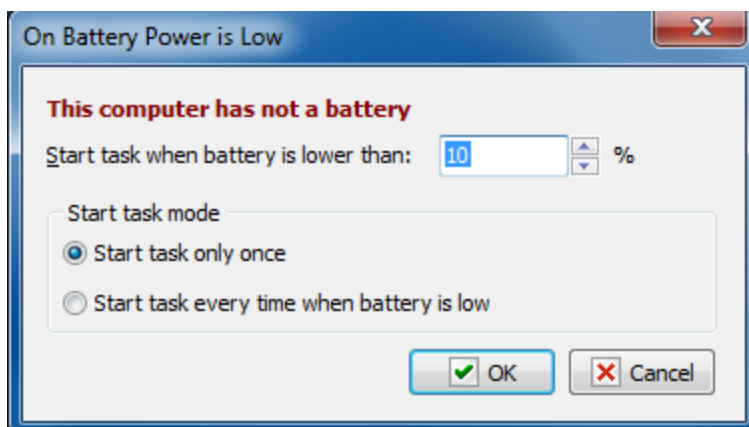 On Battery Power is Low
This computer has not a battery
Start task when battery is lower than: 10 %
Start task mode
Start task only once
Start task every time when battery is low
OK Cancel